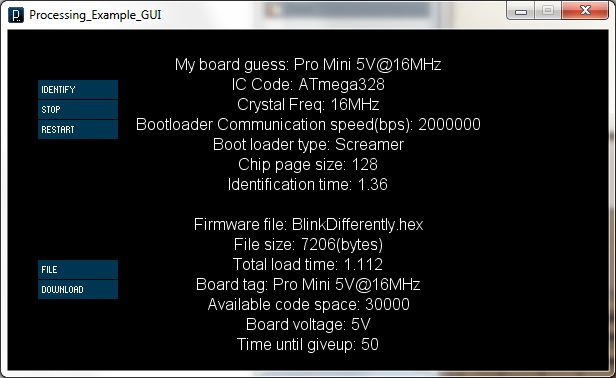 Processing_Example_GUI
My board guess: Pro Mini 5V@16MHz
IDENTIFY
IC Code: ATmega328
STOP
Crystal Freq: 16MHz
RESTART
Bootloader Communication speed(bps): 2000000
Boot loader type: Screamer
Chip page size: 128
Identification time: 1.36
Firmware file: BlinkDifferently.hex
File size: 7206(bytes)
FILE
Total load time: 1.112
DOWNLOAD
Board tag: Pro Mini 5V@16MHz
Available code space: 30000
Board voltage: 5V
Time until giveup: 50